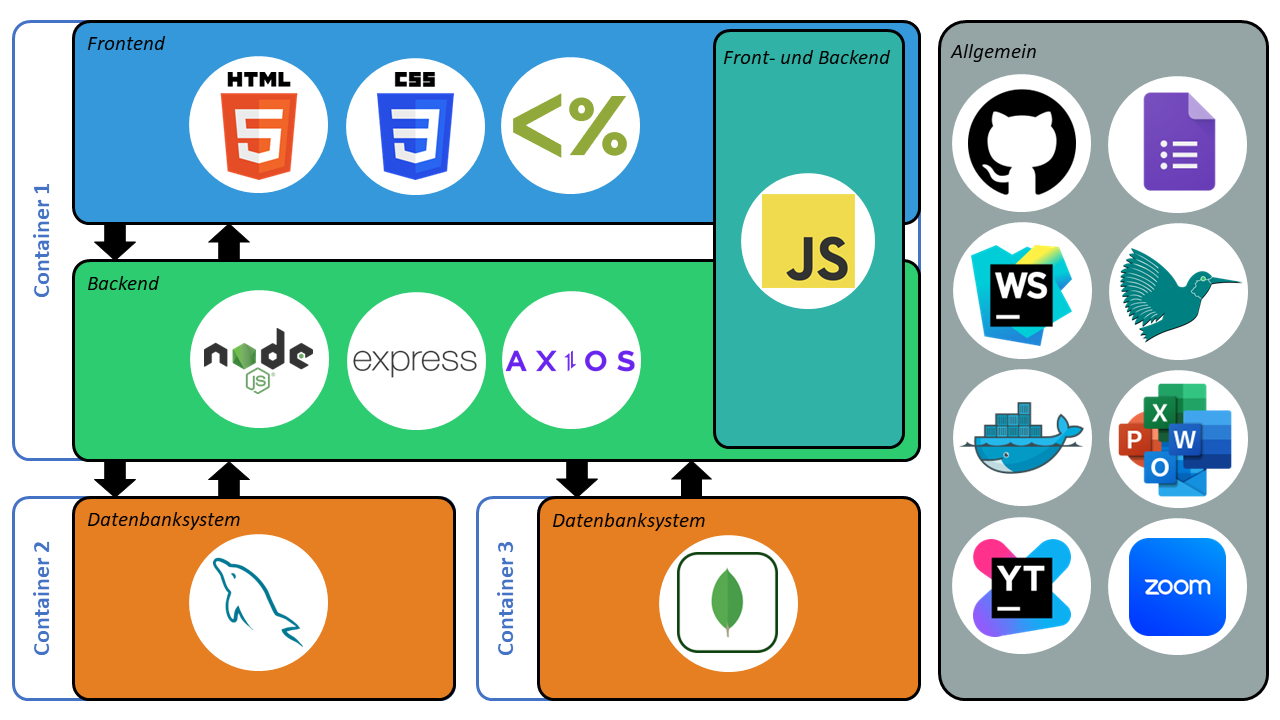 Container 1
Frontend
HTML
5
CSS
3
<%
Front- und Backend
JS
Backend
node
JS
express
AXIOS
Container 2
Datenbanksystem
Container 3
Datenbanksystem
Allgemein
WS
X
P
W
O
YT
zoom